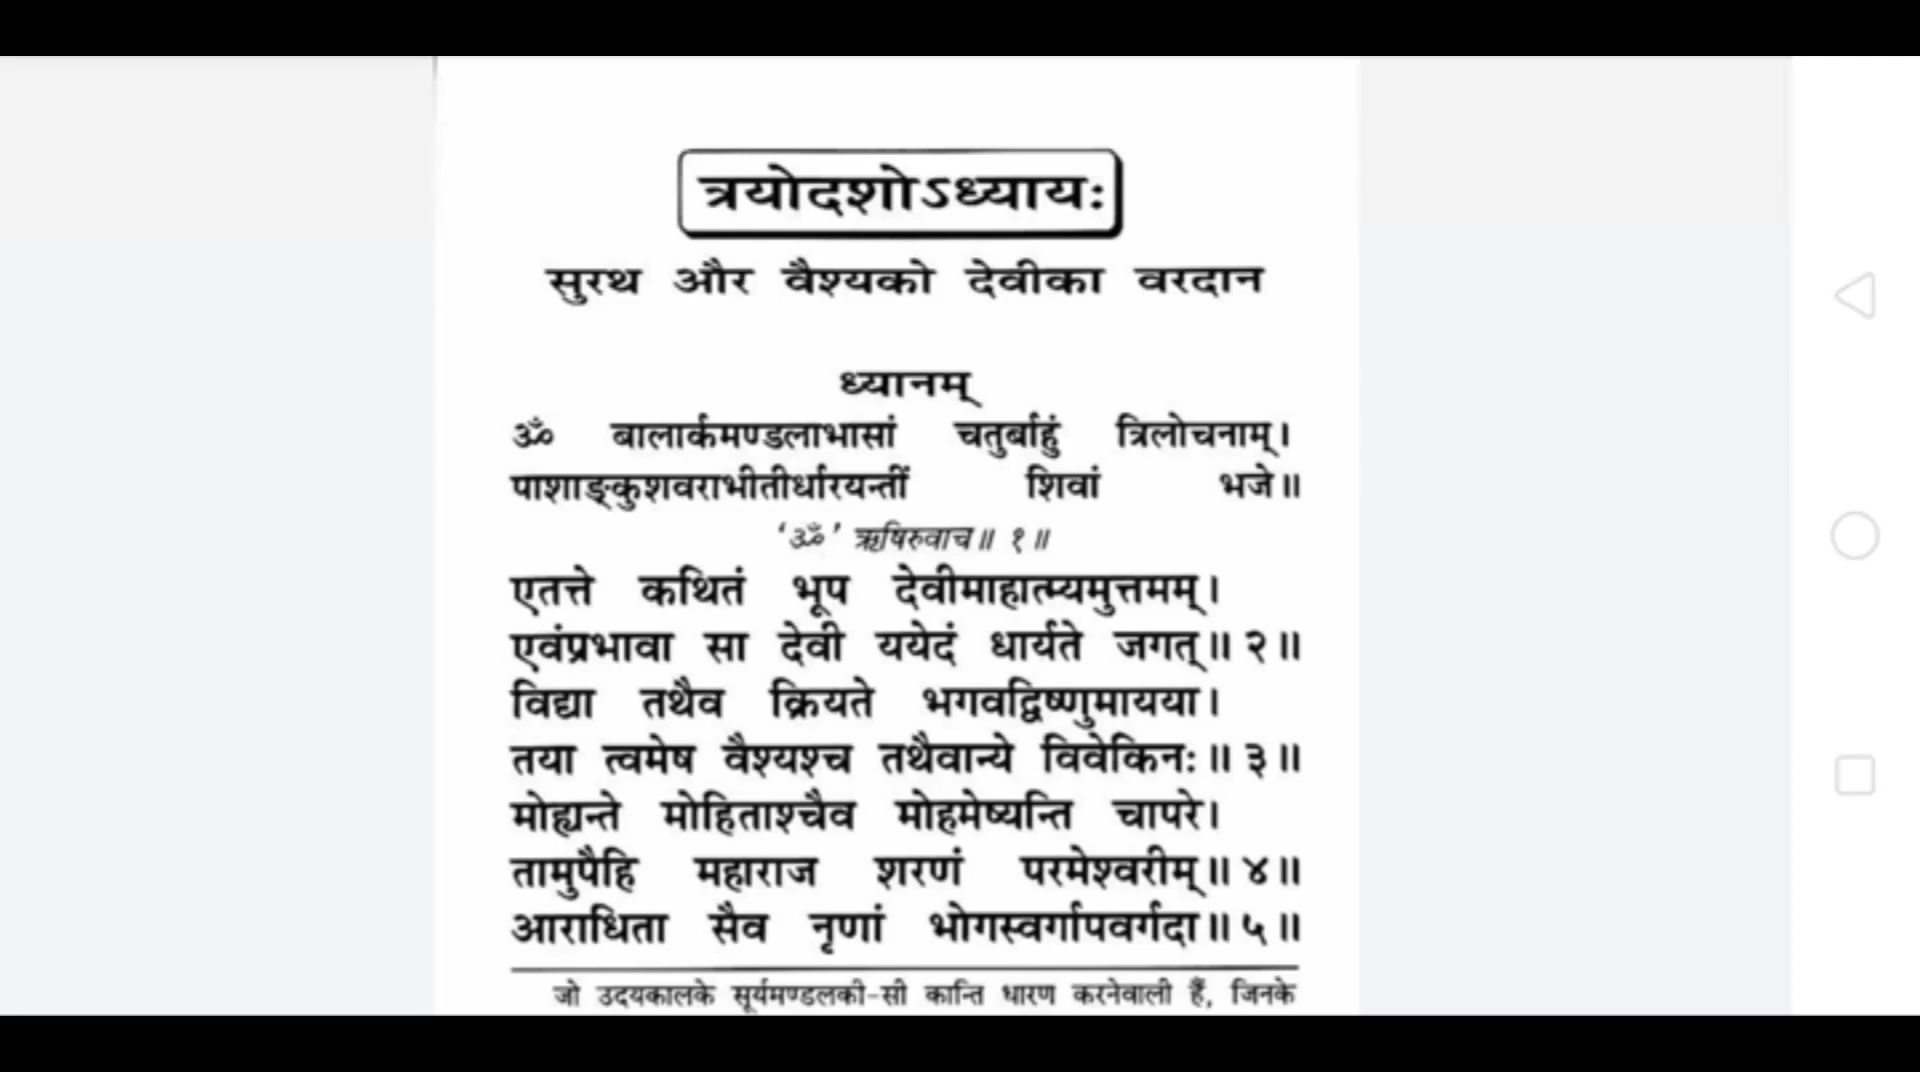 त्रयोदशोऽध्यायः
सुरथ और वैश्यको देवीका वरदान
ध्यानम्
ॐ बालार्कमण्डलाभासां चतुर्बाहुं त्रिलोचनाम्।
पाशाङ्कुशवराभीतीर्धारयन्तीं शिवां भजे॥
‘ॐ’ ऋषिरुवाच॥ १॥
एतत्ते कथितं भूप देवीमाहात्म्यमुत्तमम्।
एवंप्रभावा सा देवी ययेदं धार्यते जगत्॥ २॥
विद्या तथैव क्रियते भगवद्विष्णुमायया।
तया त्वमेष वैश्यश्च तथैवान्ये विवेकिनः॥ ३॥
मोह्यन्ते मोहिताश्चैव मोहमेष्यन्ति चापरे।
तामुपैहि महाराज शरणं परमेश्वरीम्॥ ४॥
आराधिता सैव नृणां भोगस्वर्गापवर्गदा॥ ५॥
जो उदयकालके सूर्यमण्डलकी-सी कान्ति धारण करनेवाली हैं, जिनके